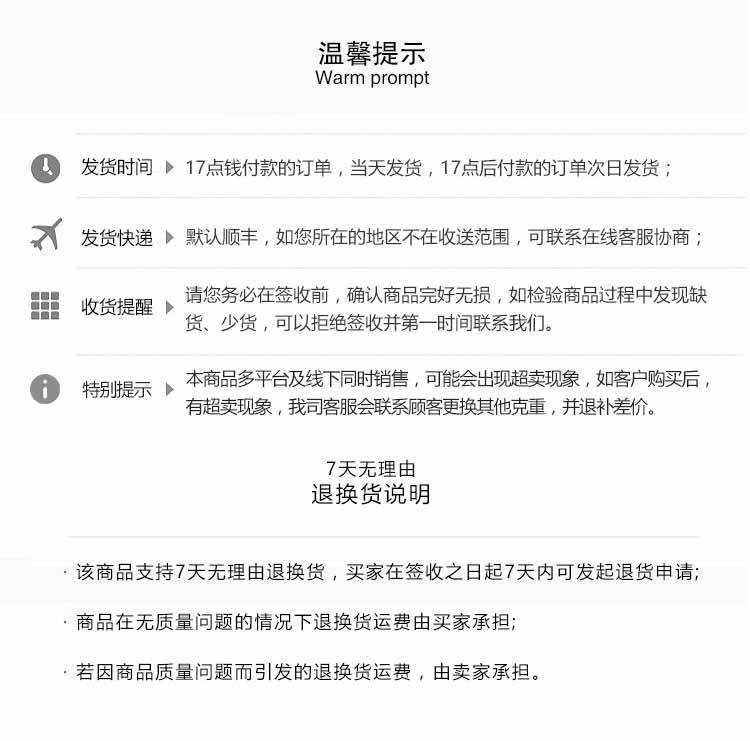 温馨提示
Warm prompt
发货时间 17点钱付款的订单，当天发货，17点后付款的订单次日发货；
发货快递 默认顺丰，如您所在的地区不在收送范围，可联系在线客服协商；
收货提醒 请您务必在签收前，确认商品完好无损，如检验商品过程中发现缺
货、少货，可以拒绝签收并第一时间联系我们。
特别提示 本商品多平台及线下同时销售，可能会出现超卖现象，如客户购买后，
有超卖现象，我司客服会联系顾客更换其他克重，并退补差价。
7天无理由
退换货说明
· 该商品支持7天无理由退换货，买家在签收之日起7天内可发起退货申请;
· 商品在无质量问题的情况下退换货运费由买家承担;
· 若因商品质量问题而引发的退换货运费，由卖家承担。